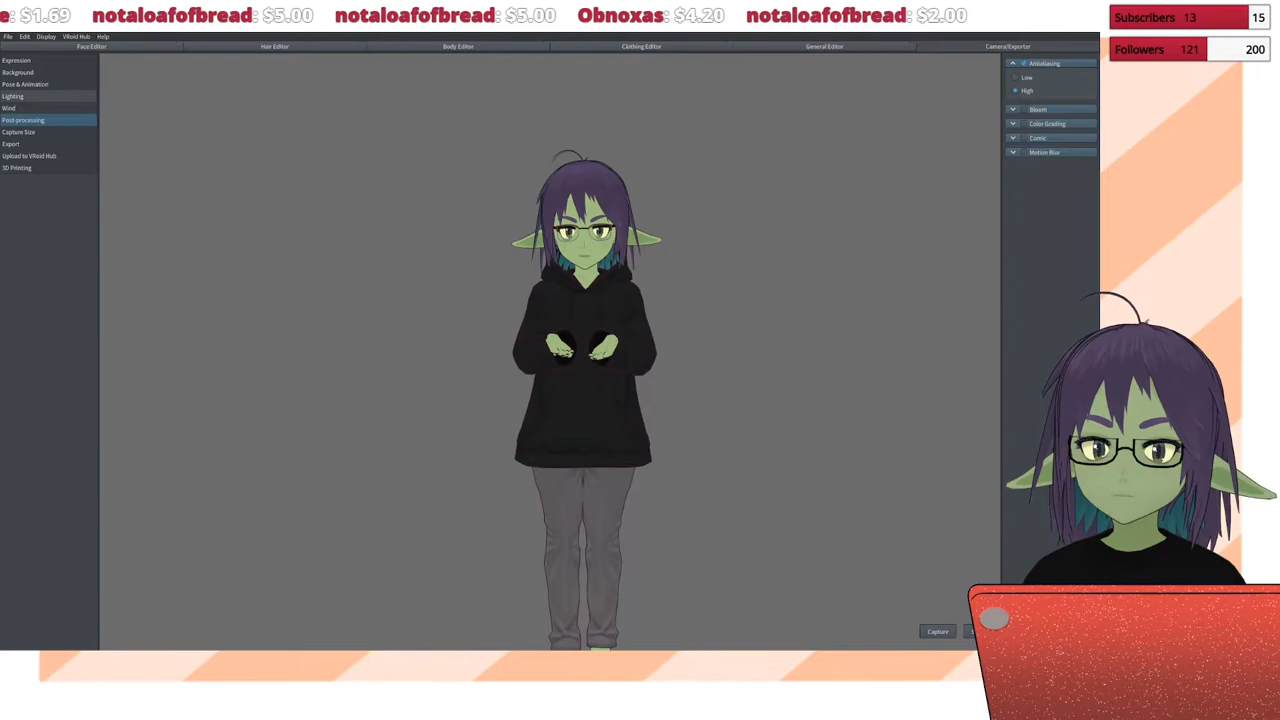 e: $1.69 notaloafofbread: $5.00 notaloafofbread: $5.00 Obnoxas: $4.20 notaloafofbread: $2.00
Subscribers 13 15
Followers 121 200
File Edit Display VRoid Hub
Face Editor Hair Editor Body Editor Clothing Editor General Editor Camera/Exporter
Expression
Background
Pose & Animation
Lighting
Wind
Post-processing
Capture Size
Export
Upload to VRoid Hub
3D Printing
Antialiasing
Low
High
Bloom
Color Grading
Comic
Motion Blur
Capture